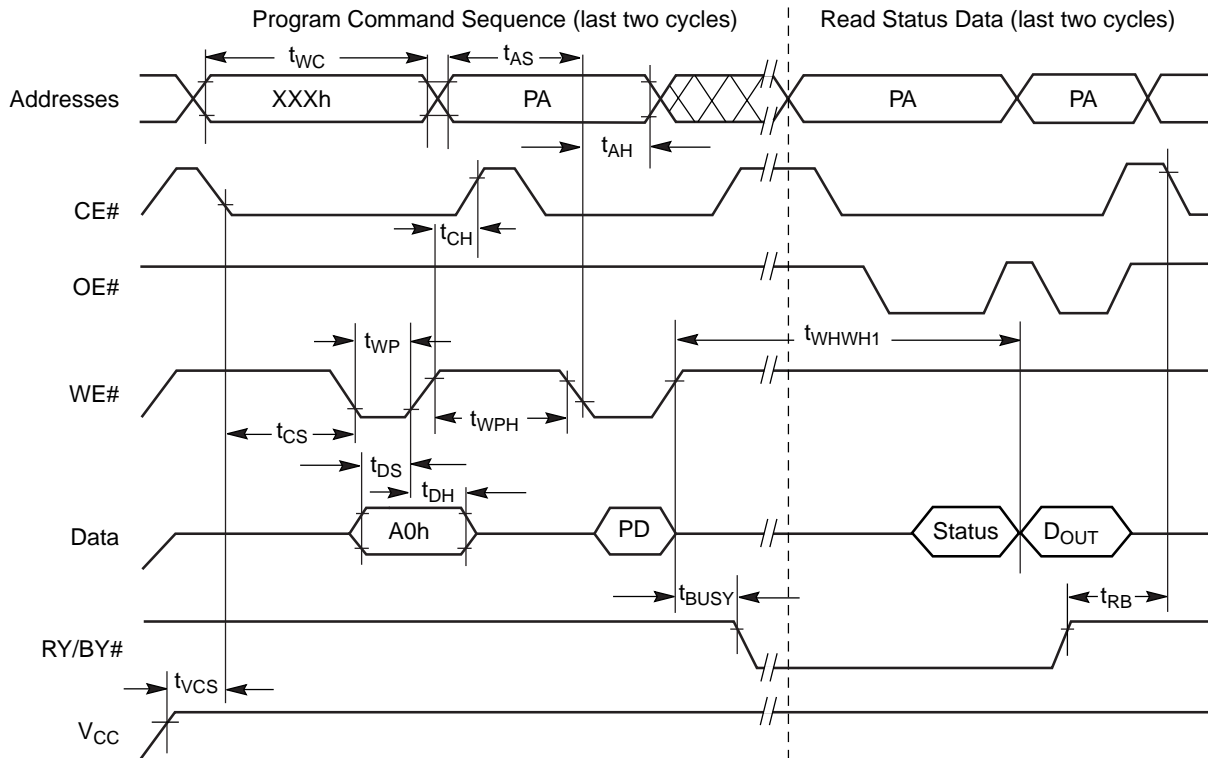 Program Command Sequence (last two cycles)
Read Status Data (last two cycles)
tWC
tAS
Addresses
XXXh
PA
PA
PA
tAH
CE#
tCH
OE#
tWP
tWHWH1
WE#
tWPH
tCS
tDS
tDH
Data
A0h
PD
Status
DOUT
tBUSY
tRB
RY/BY#
tVCS
VCC